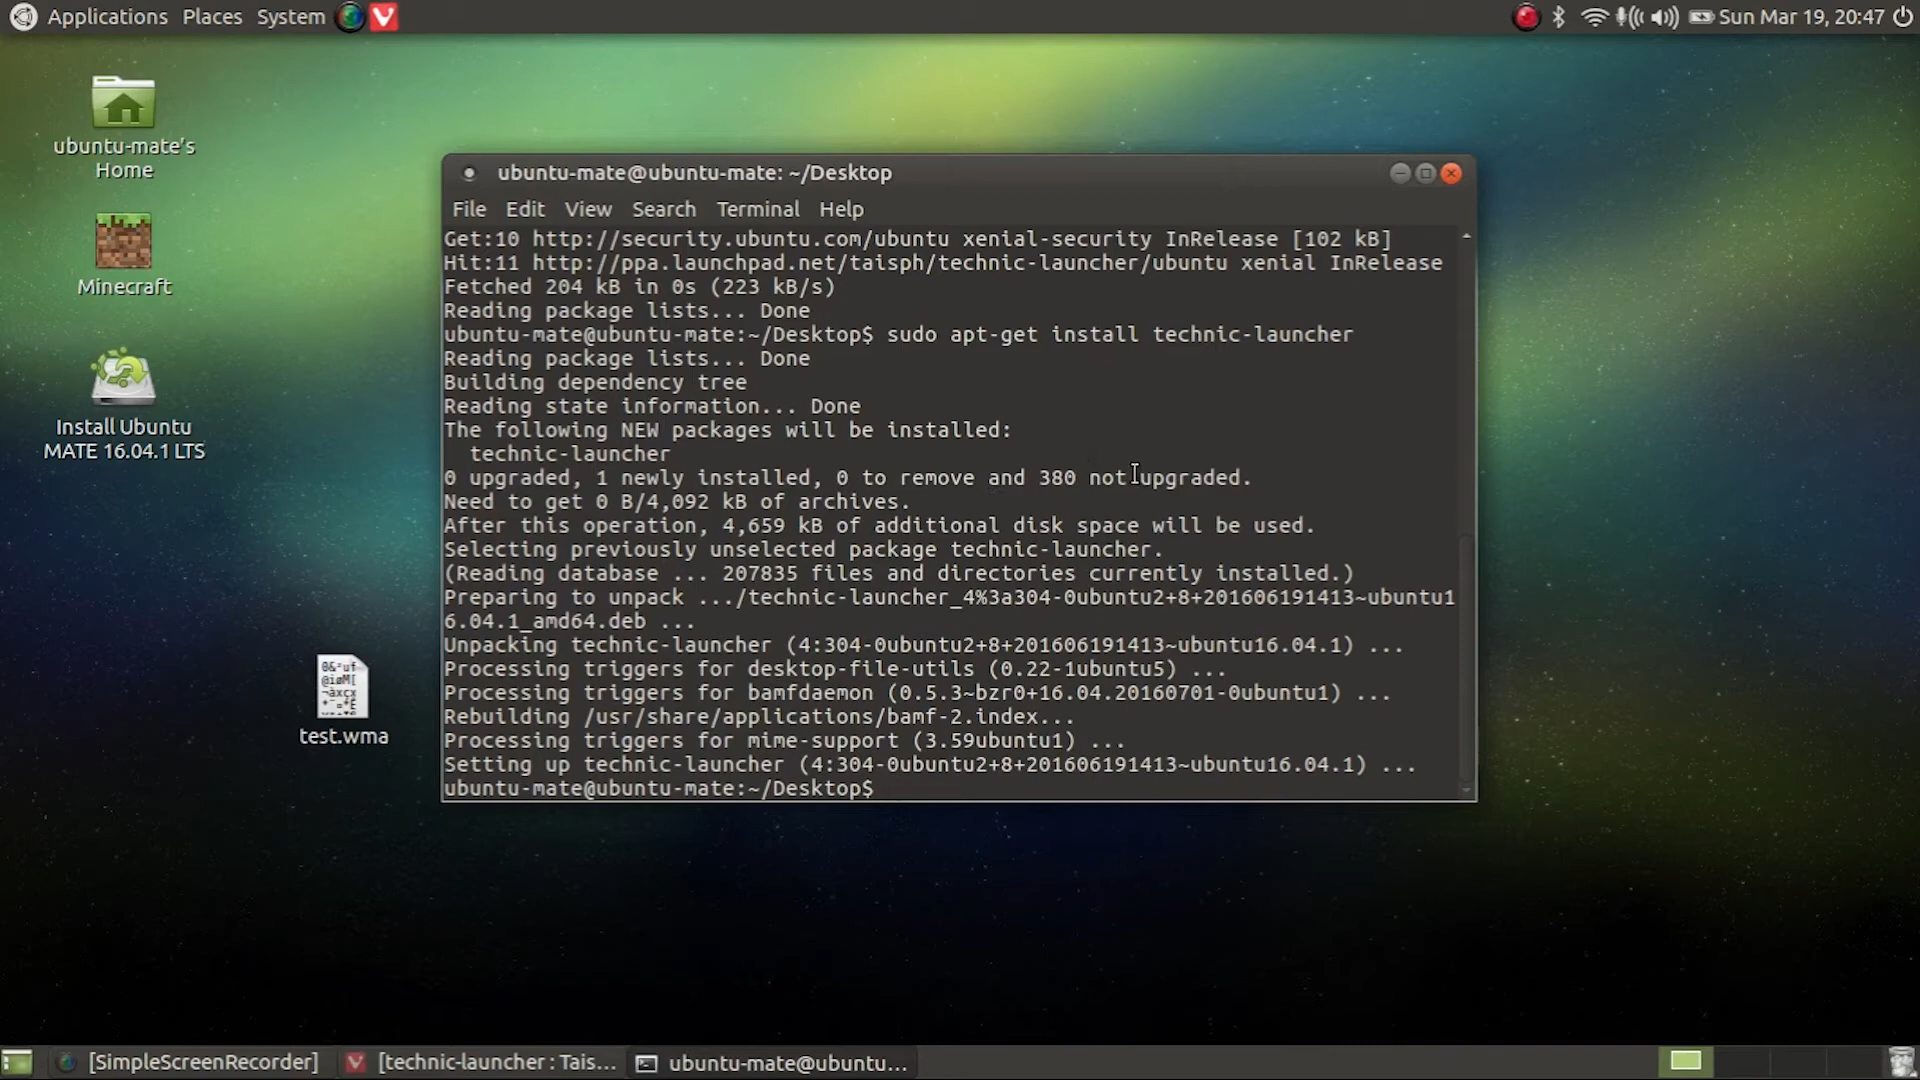 Applications Places System Sun Mar 19, 20:47
ubuntu-mate's
Home
Minecraft
Install Ubuntu
MATE 16.04.1 LTS
test.wma
ubuntu-mate@ubuntu-mate: ~/Desktop
File Edit View Search Terminal Help
Get:10 http://security.ubuntu.com/ubuntu xenial-security InRelease [102 kB]
Hit:11 http://ppa.launchpad.net/taisph/technic-launcher/ubuntu xenial InRelease
Fetched 204 kB in 0s (223 kB/s)
Reading package lists... Done
ubuntu-mate@ubuntu-mate:~/Desktop$ sudo apt-get install technic-launcher
Reading package lists... Done
Building dependency tree
Reading state information... Done
The following NEW packages will be installed:
technic-launcher
0 upgraded, 1 newly installed, 0 to remove and 380 not upgraded.
Need to get 0 B/4,092 kB of archives.
After this operation, 4,659 kB of additional disk space will be used.
Selecting previously unselected package technic-launcher.
(Reading database ... 207835 files and directories currently installed.)
Preparing to unpack .../technic-launcher_4%3a304-0ubuntu2+8+201606191413~ubuntu1
6.04.1_amd64.deb ...
Unpacking technic-launcher (4:304-0ubuntu2+8+201606191413~ubuntu16.04.1) ...
Processing triggers for desktop-file-utils (0.22-1ubuntu5) ...
Processing triggers for bamfdaemon (0.5.3~bzr0+16.04.20160701-0ubuntu1) ...
Rebuilding /usr/share/applications/bamf-2.index...
Processing triggers for mime-support (3.59ubuntu1) ...
Setting up technic-launcher (4:304-0ubuntu2+8+201606191413~ubuntu16.04.1) ...
ubuntu-mate@ubuntu-mate:~/Desktop$
[SimpleScreenRecorder] [technic-launcher : Tais... ubuntu-mate@ubuntu...